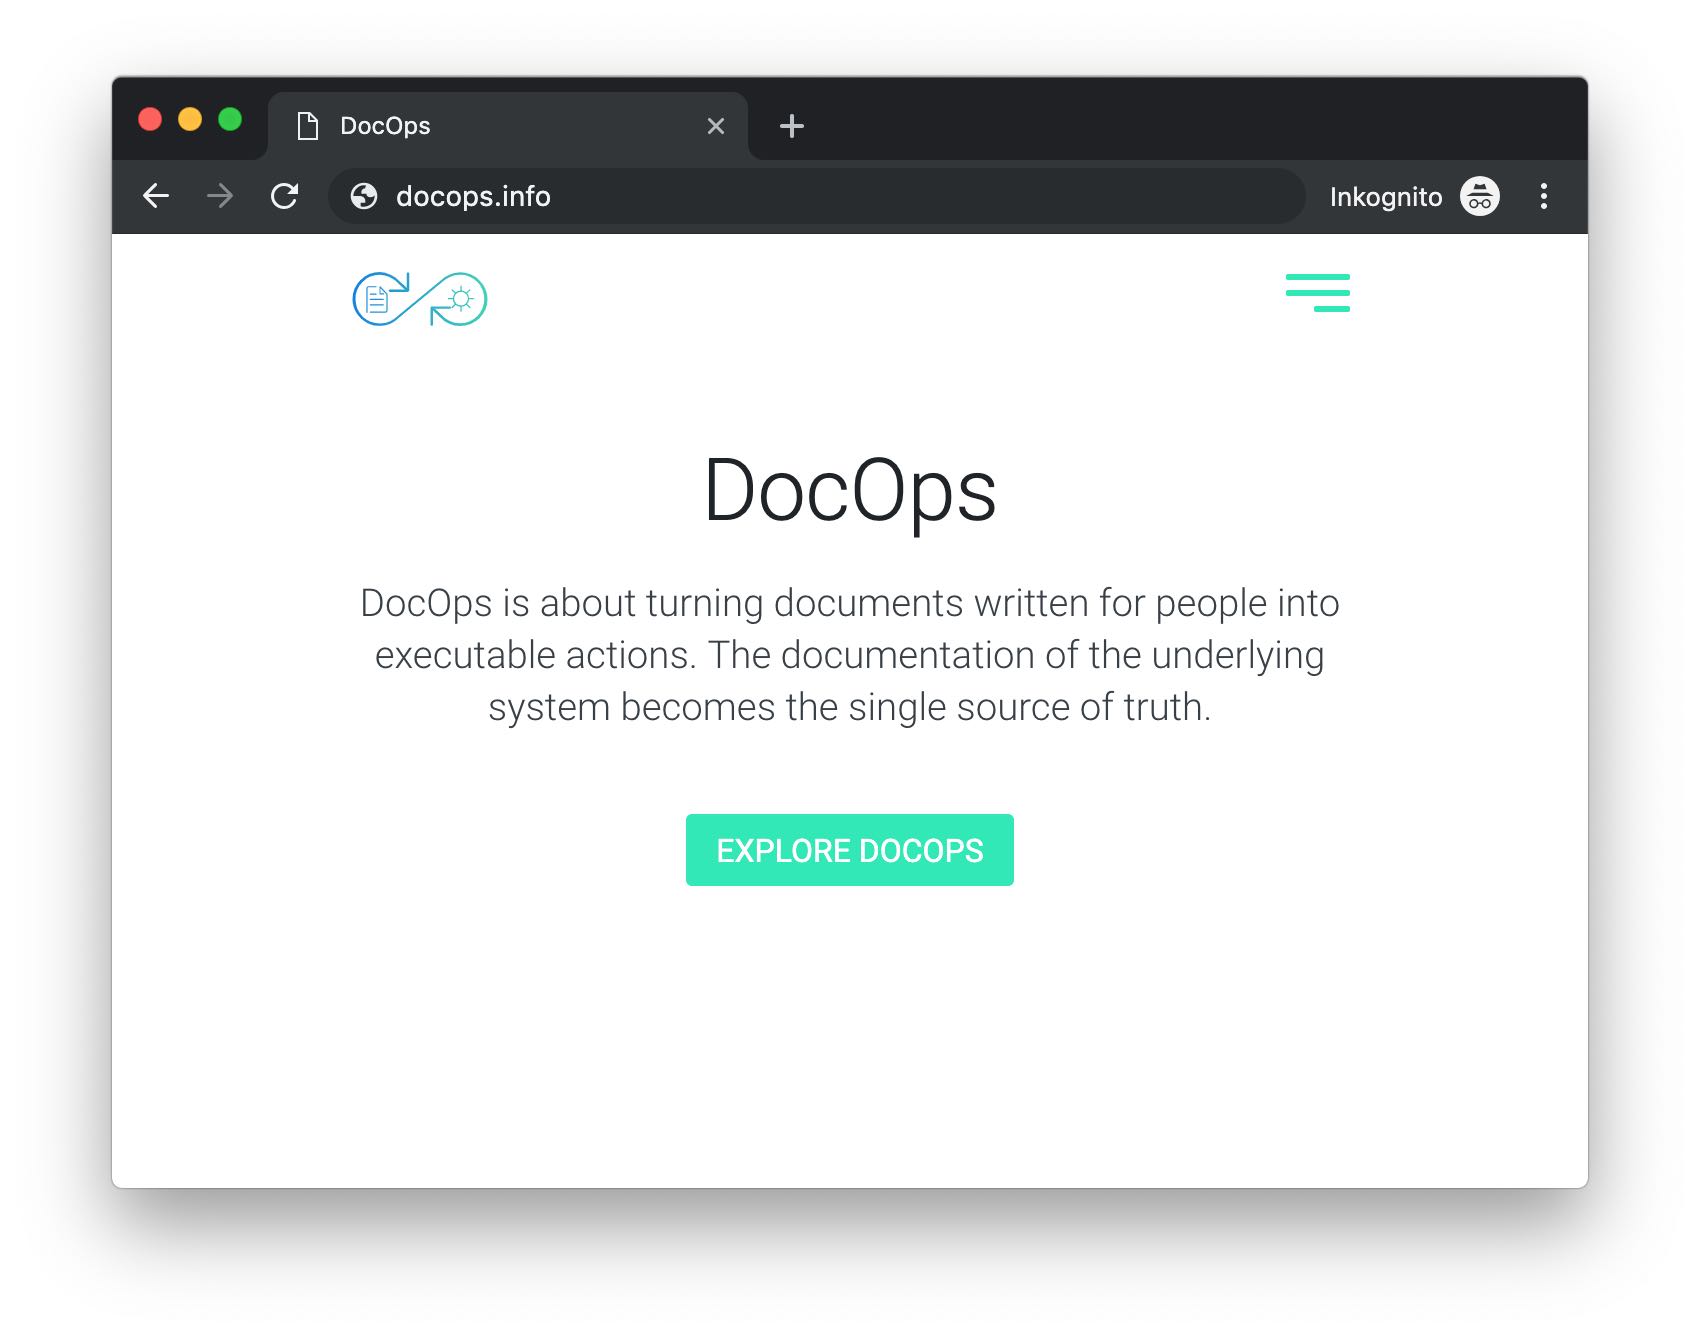 DocOps
docops.info
Inkognito
DocOps
DocOps is about turning documents written for people into
executable actions. The documentation of the underlying
system becomes the single source of truth.
EXPLORE DOCOPS